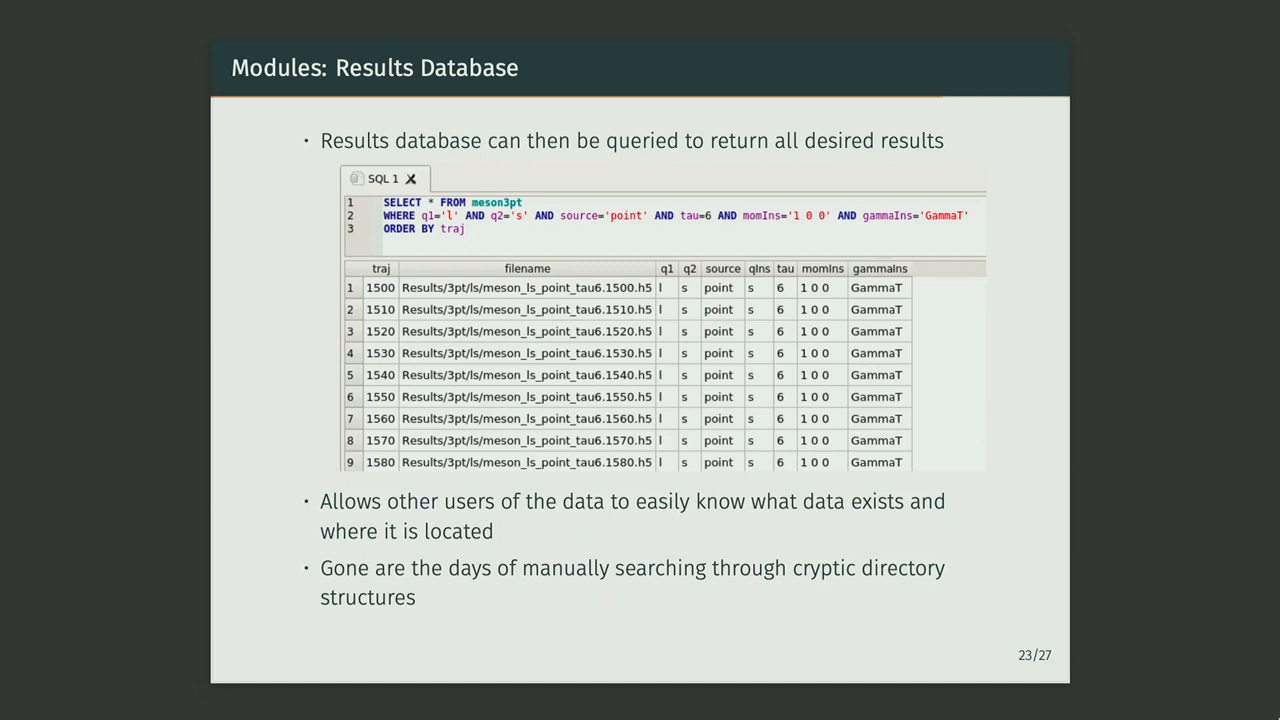 Modules: Results Database
• Results database can then be queried to return all desired results
SQL 1
1 SELECT * FROM meson3pt
2 WHERE q1='l' AND q2='s' AND source='point' AND tau=6 AND momIns='1 0 0' AND gammaIns='GammaT'
3 ORDER BY traj
traj filename q1 q2 source qIns tau momIns gammaIns
1 1500 Results/3pt/ls/meson_ls_point_tau6.1500.h5 l s point s 6 1 0 0 GammaT
2 1510 Results/3pt/ls/meson_ls_point_tau6.1510.h5 l s point s 6 1 0 0 GammaT
3 1520 Results/3pt/ls/meson_ls_point_tau6.1520.h5 l s point s 6 1 0 0 GammaT
4 1530 Results/3pt/ls/meson_ls_point_tau6.1530.h5 l s point s 6 1 0 0 GammaT
5 1540 Results/3pt/ls/meson_ls_point_tau6.1540.h5 l s point s 6 1 0 0 GammaT
6 1550 Results/3pt/ls/meson_ls_point_tau6.1550.h5 l s point s 6 1 0 0 GammaT
7 1560 Results/3pt/ls/meson_ls_point_tau6.1560.h5 l s point s 6 1 0 0 GammaT
8 1570 Results/3pt/ls/meson_ls_point_tau6.1570.h5 l s point s 6 1 0 0 GammaT
9 1580 Results/3pt/ls/meson_ls_point_tau6.1580.h5 l s point s 6 1 0 0 GammaT
• Allows other users of the data to easily know what data exists and
where it is located
• Gone are the days of manually searching through cryptic directory
structures
23/27